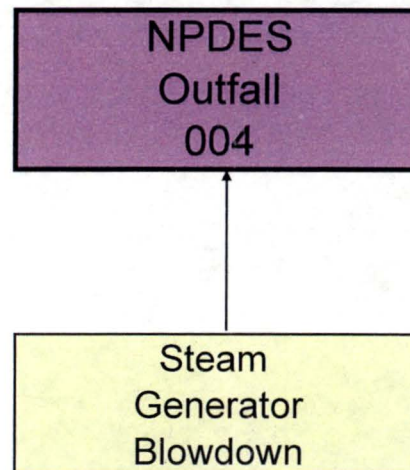 NPDES
Outfall
004
Steam
Generator
Blowdown